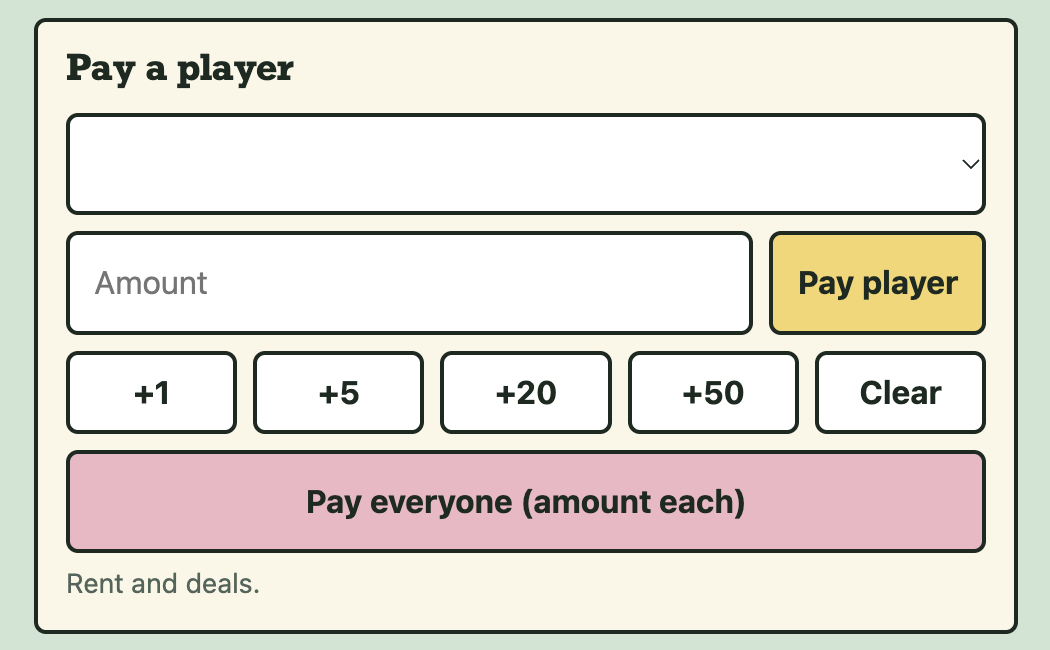 Pay a player
Amount
Pay player
+1
+5
+20
+50
Clear
Pay everyone (amount each)
Rent and deals.